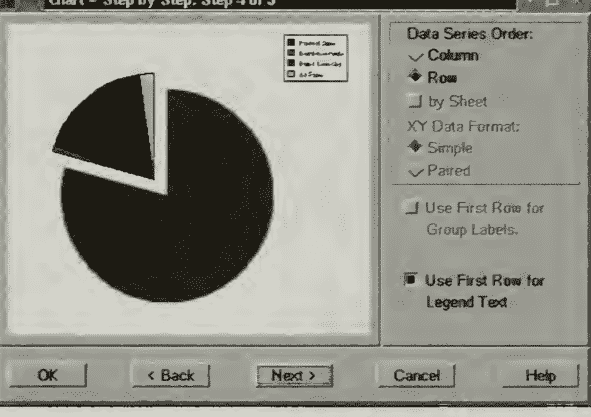 Chart - Step by Step: Step 4 of 5
Data Series Order:
Column
Row
by Sheet
XY Data Format:
Simple
Paired
Use First Row for
Group Labels.
Use First Row for
Legend Text
OK
< Back
Next >
Cancel
Help